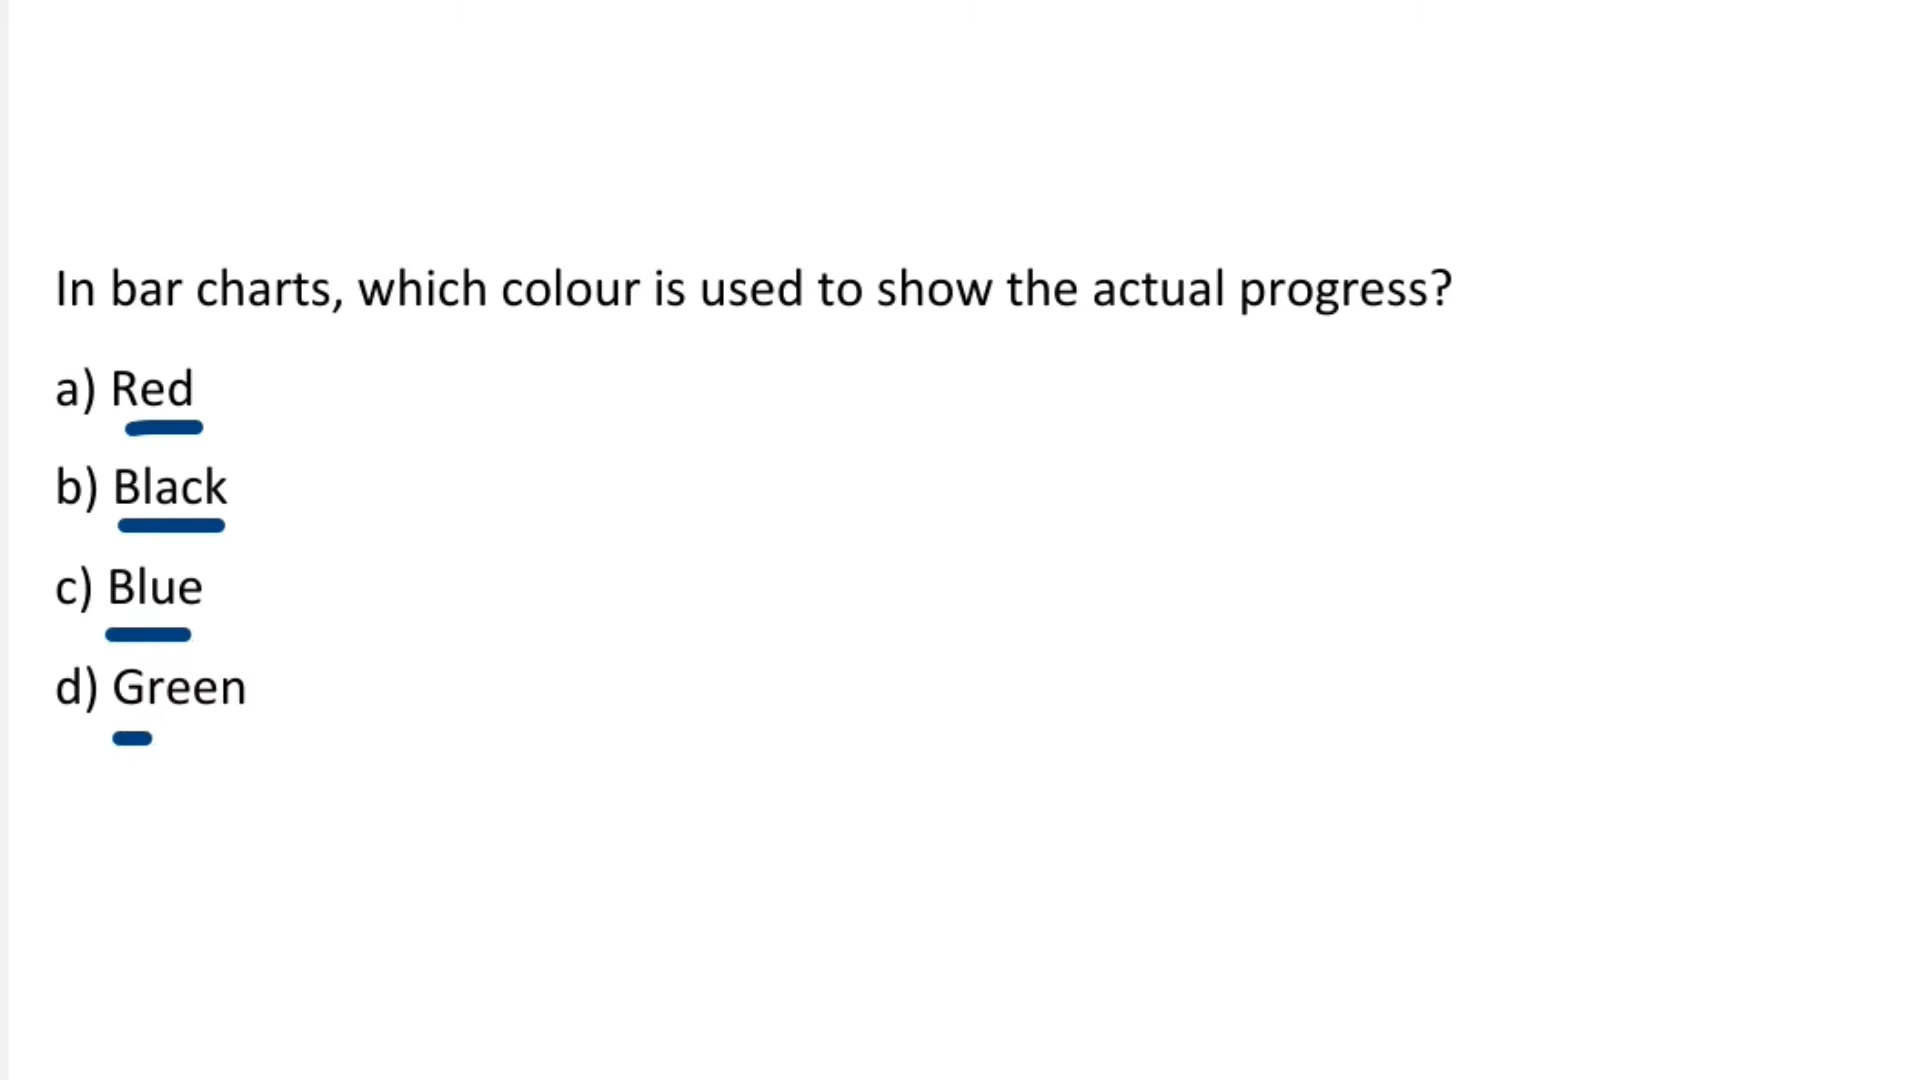 In bar charts, which colour is used to show the actual progress?
a) Red
b) Black
c) Blue
d) Green